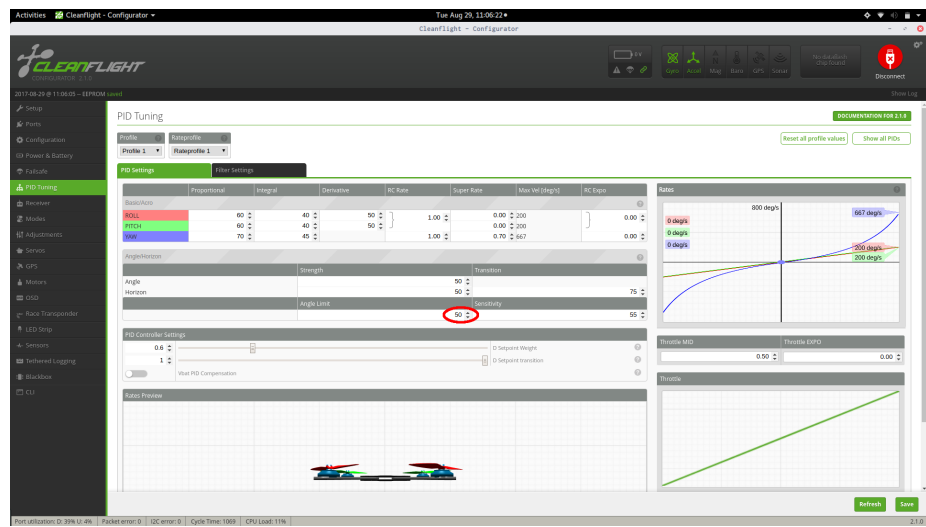 Activities Cleanflight - Configurator Tue Aug 29, 11:06:22
Cleanflight - Configurator
CLEANFLIGHT
CONFIGURATOR 2.1.0
0 V
Gyro Accel Mag Baro GPS Sonar
No dataflash
chip found
Disconnect
2017-08-29 @ 11:06:05 -- EEPROM saved
Show Log
Setup
Ports
Configuration
Power & Battery
Failsafe
PID Tuning
Receiver
Modes
Adjustments
Servos
GPS
Motors
OSD
Race Transponder
LED Strip
Sensors
Tethered Logging
Blackbox
CLI
PID Tuning
DOCUMENTATION FOR 2.1.0
Profile Rateprofile
Profile 1 Rateprofile 1
Reset all profile values Show all PIDs
PID Settings Filter Settings
Proportional Integral Derivative RC Rate Super Rate Max Vel [deg/s] RC Expo
Basic/Acro
ROLL 60 40 50 1.00 0.00 200 0.00
PITCH 60 40 50 0.00 200
YAW 70 45 1.00 0.70 667 0.00
Angle/Horizon
Strength Transition
Angle 50
Horizon 50 75
Angle Limit Sensitivity
50 55
PID Controller Settings
0.6 D Setpoint Weight
1 D Setpoint transition
Vbat PID Compensation
Rates Preview
Rates
800 deg/s
667 deg/s
0 deg/s
0 deg/s
0 deg/s
200 deg/s
200 deg/s
Throttle MID Throttle EXPO
0.50 0.00
Throttle
Refresh Save
Port utilization: D: 39% U: 4% Packet error: 0 I2C error: 0 Cycle Time: 1069 CPU Load: 11% 2.1.0